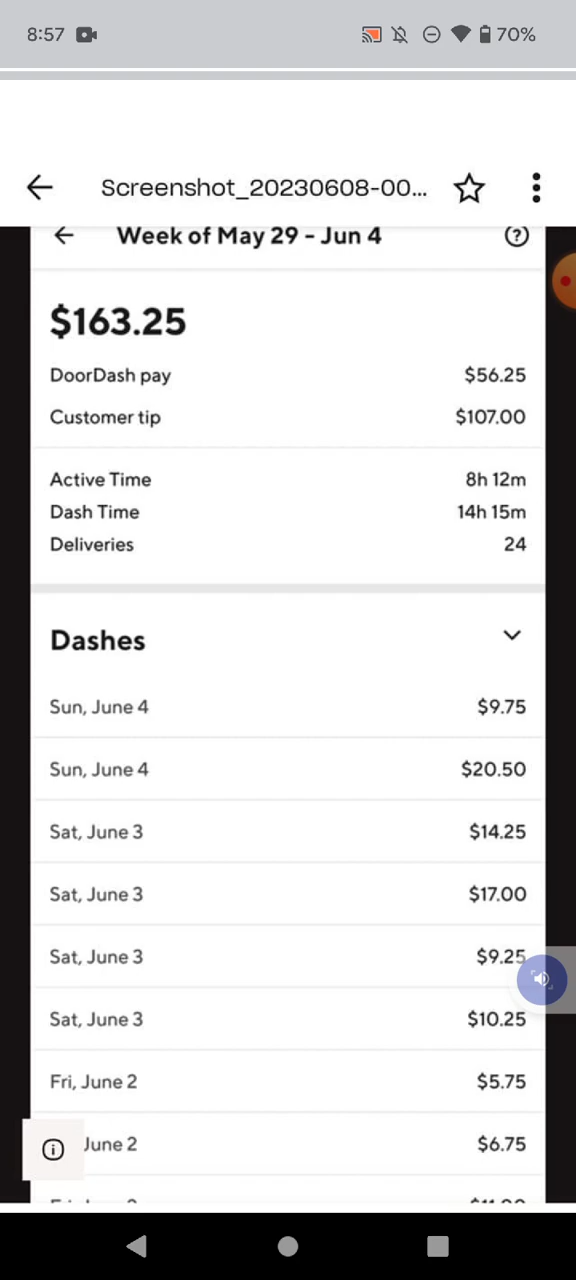 8:57 70%
Screenshot_20230608-00...
Week of May 29 - Jun 4
$163.25
DoorDash pay $56.25
Customer tip $107.00
Active Time 8h 12m
Dash Time 14h 15m
Deliveries 24
Dashes
Sun, June 4 $9.75
Sun, June 4 $20.50
Sat, June 3 $14.25
Sat, June 3 $17.00
Sat, June 3 $9.25
Sat, June 3 $10.25
Fri, June 2 $5.75
June 2 $6.75